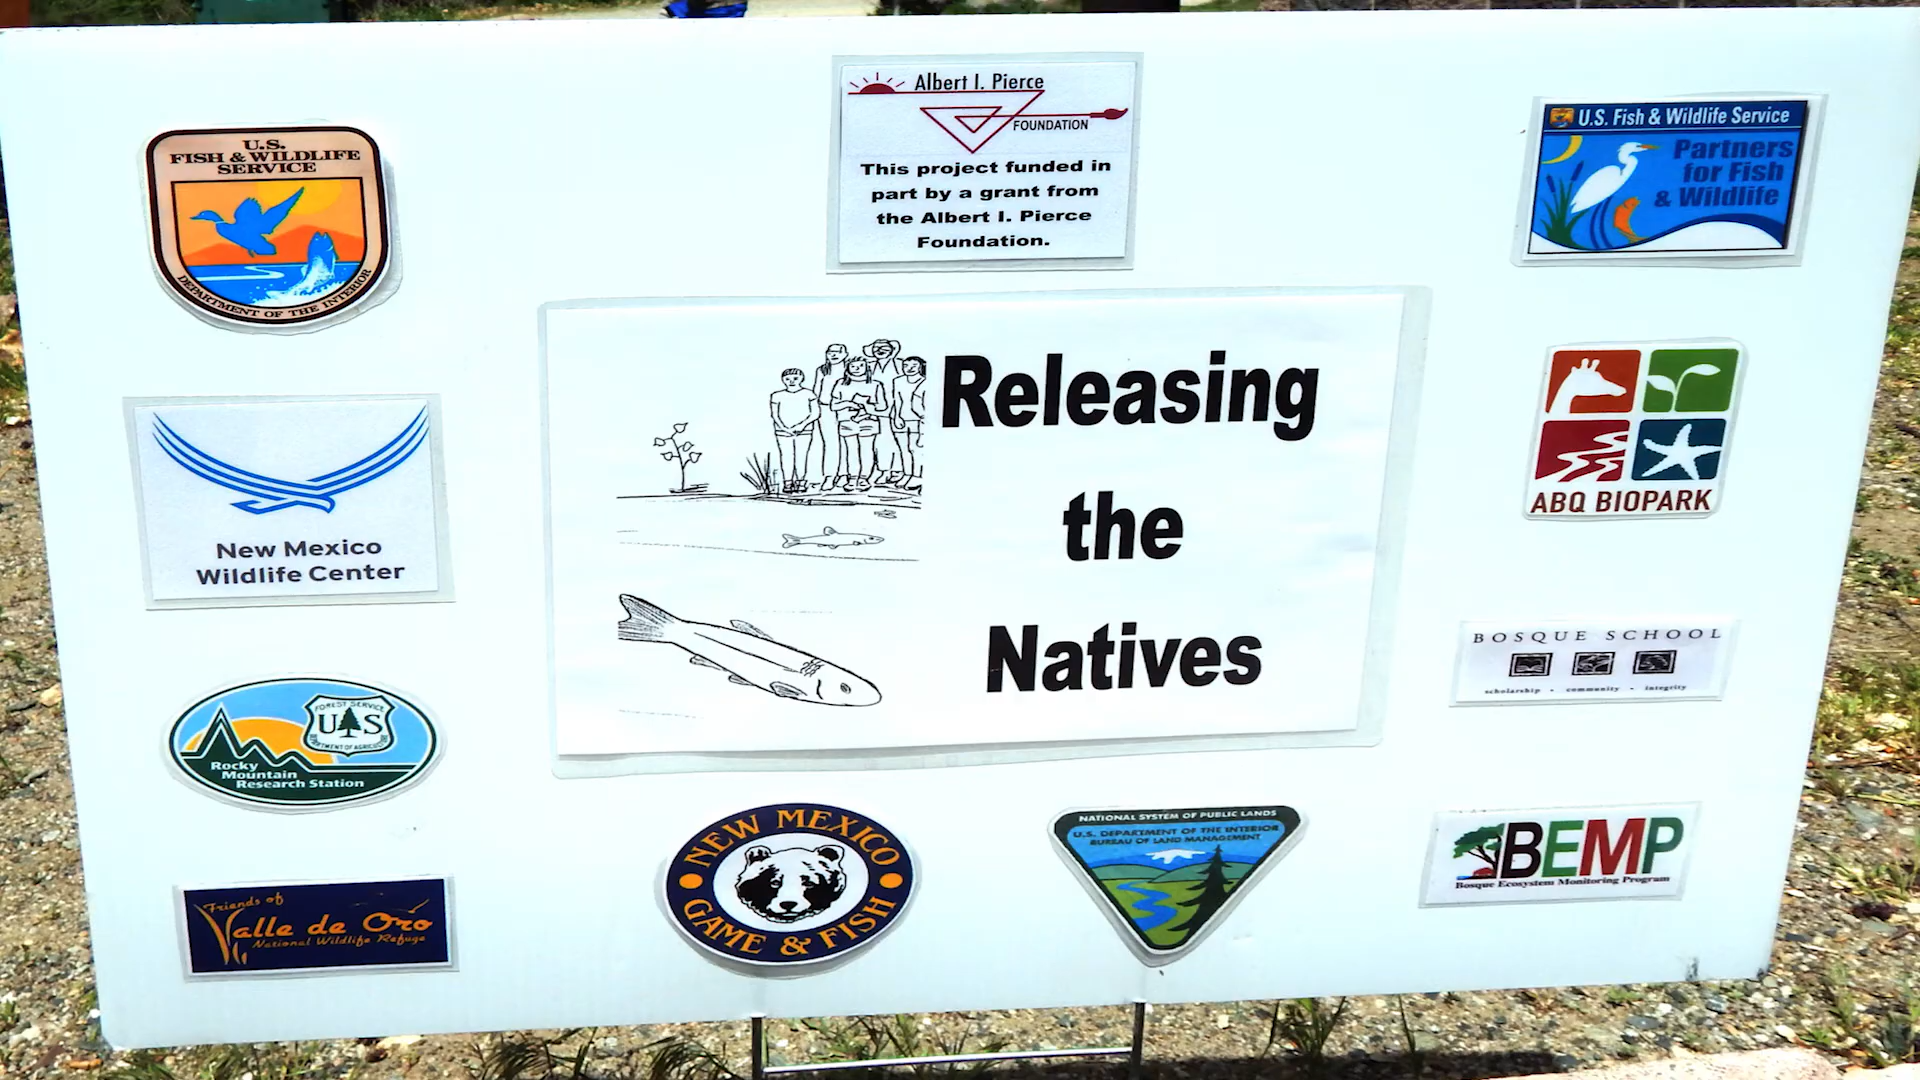 U.S.
FISH & WILDLIFE
SERVICE
DEPARTMENT OF THE INTERIOR
Albert I. Pierce
FOUNDATION
This project funded in
part by a grant from
the Albert I. Pierce
Foundation.
U.S. Fish & Wildlife Service
Partners
for Fish
& Wildlife
New Mexico
Wildlife Center
Releasing
the
Natives
ABQ BIOPARK
BOSQUE SCHOOL
scholarship · community · integrity
FOREST SERVICE
UAS
DEPARTMENT OF AGRICULTURE
Rocky
Mountain
Research Station
Friends of
Valle de Oro
National Wildlife Refuge
NEW MEXICO
GAME & FISH
NATIONAL SYSTEM OF PUBLIC LANDS
U.S. DEPARTMENT OF THE INTERIOR
BUREAU OF LAND MANAGEMENT
BEMP
Bosque Ecosystem Monitoring Program